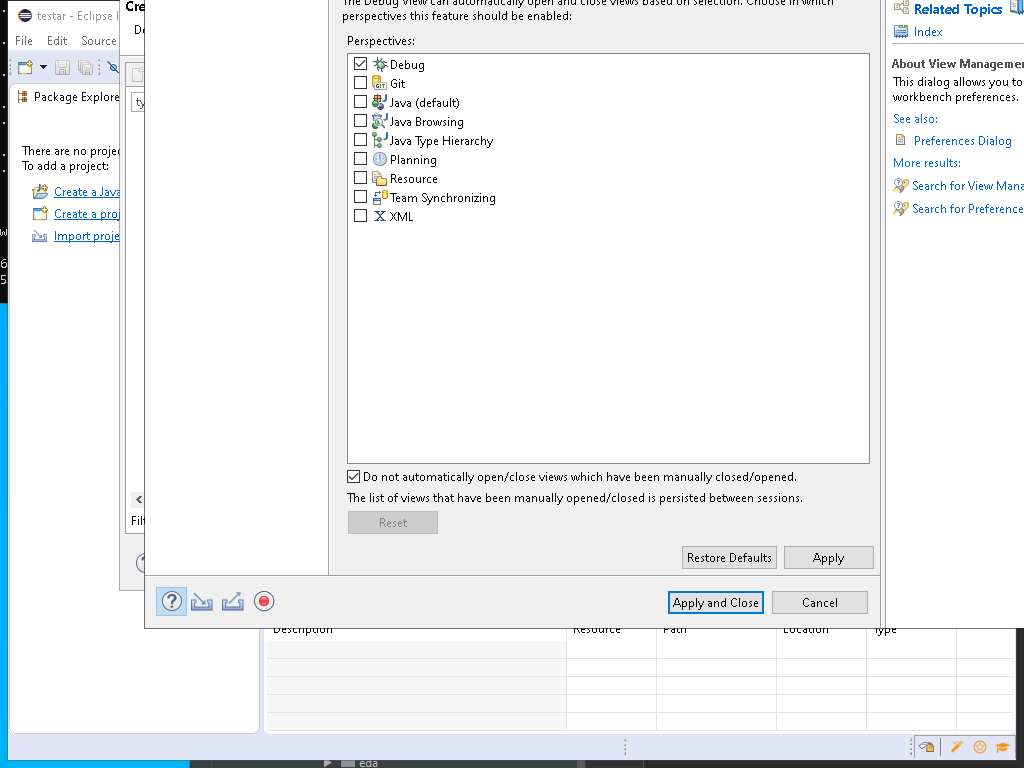 testar - Eclipse I
File Edit Source
Package Explore
There are no projec
To add a project:
Create a Java
Create a proj
Import proje
Cre
De
ty
Filt
The Debug View can automatically open and close views based on selection. Choose in which
perspectives this feature should be enabled:
Perspectives:
Debug
Git
Java (default)
Java Browsing
Java Type Hierarchy
Planning
Resource
Team Synchronizing
XML
Do not automatically open/close views which have been manually closed/opened.
The list of views that have been manually opened/closed is persisted between sessions.
Reset
Restore Defaults
Apply
Apply and Close
Cancel
Related Topics
Index
About View Managemen
This dialog allows you to
workbench preferences.
See also:
Preferences Dialog
More results:
Search for View Mana
Search for Preference
Description Resource Path Location Type
eda